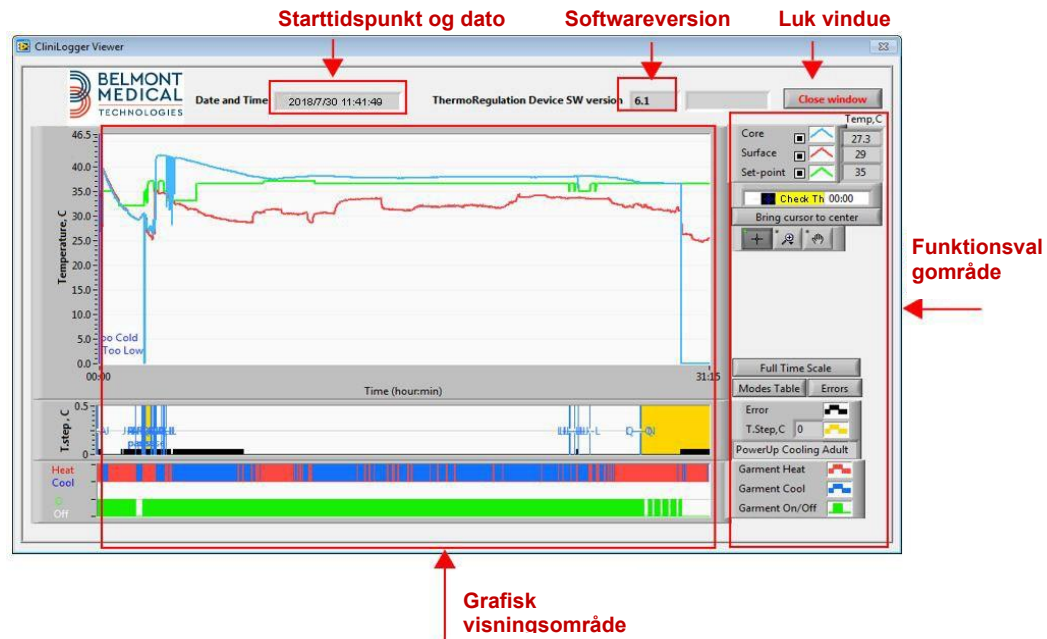 Starttidspunkt og dato
Softwareversion
Luk vindue
CliniLogger Viewer
BELMONT
MEDICAL
TECHNOLOGIES
Date and Time
2018/7/30 11:41:49
ThermoRegulation Device SW version
6.1
Close window
Temp,C
Core
27.3
Surface
29
Set-point
35
Check Th 00:00
Bring cursor to center
Funktionsval
gområde
Temperature, C
46.5
40.0
35.0
30.0
25.0
20.0
15.0
10.0
5.0
0.0
oo Cold
Too Low
00:00
31:15
Time (hour:min)
Full Time Scale
Modes Table
Errors
T.step, C
0.5
0
Error
T.Step,C 0
PowerUp Cooling Adult
Heat
Cool
Off
Garment Heat
Garment Cool
Garment On/Off
Grafisk
visningsområde